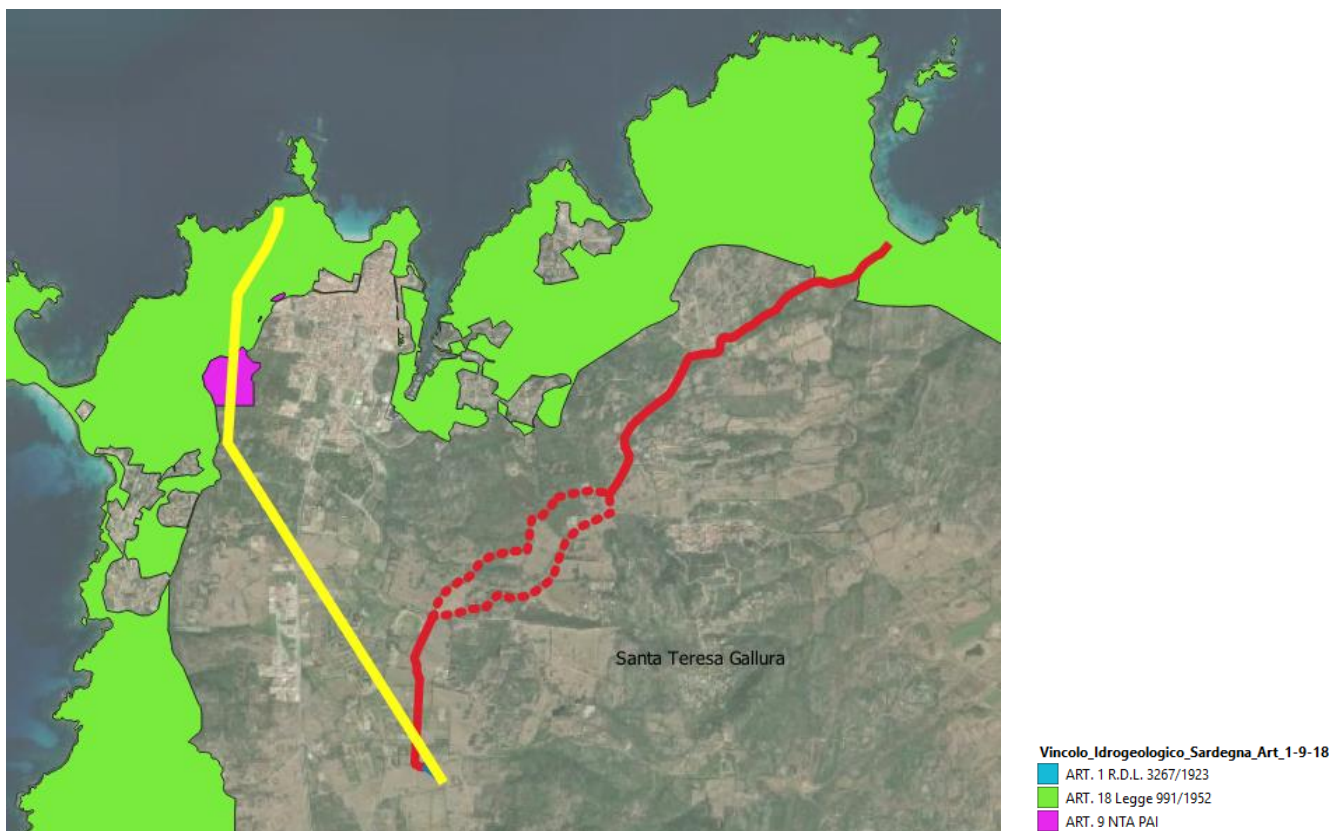 Santa Teresa Gallura
Vincolo_Idrogeologico_Sardegna_Art_1-9-18
ART. 1 R.D.L. 3267/1923
ART. 18 Legge 991/1952
ART. 9 NTA PAI